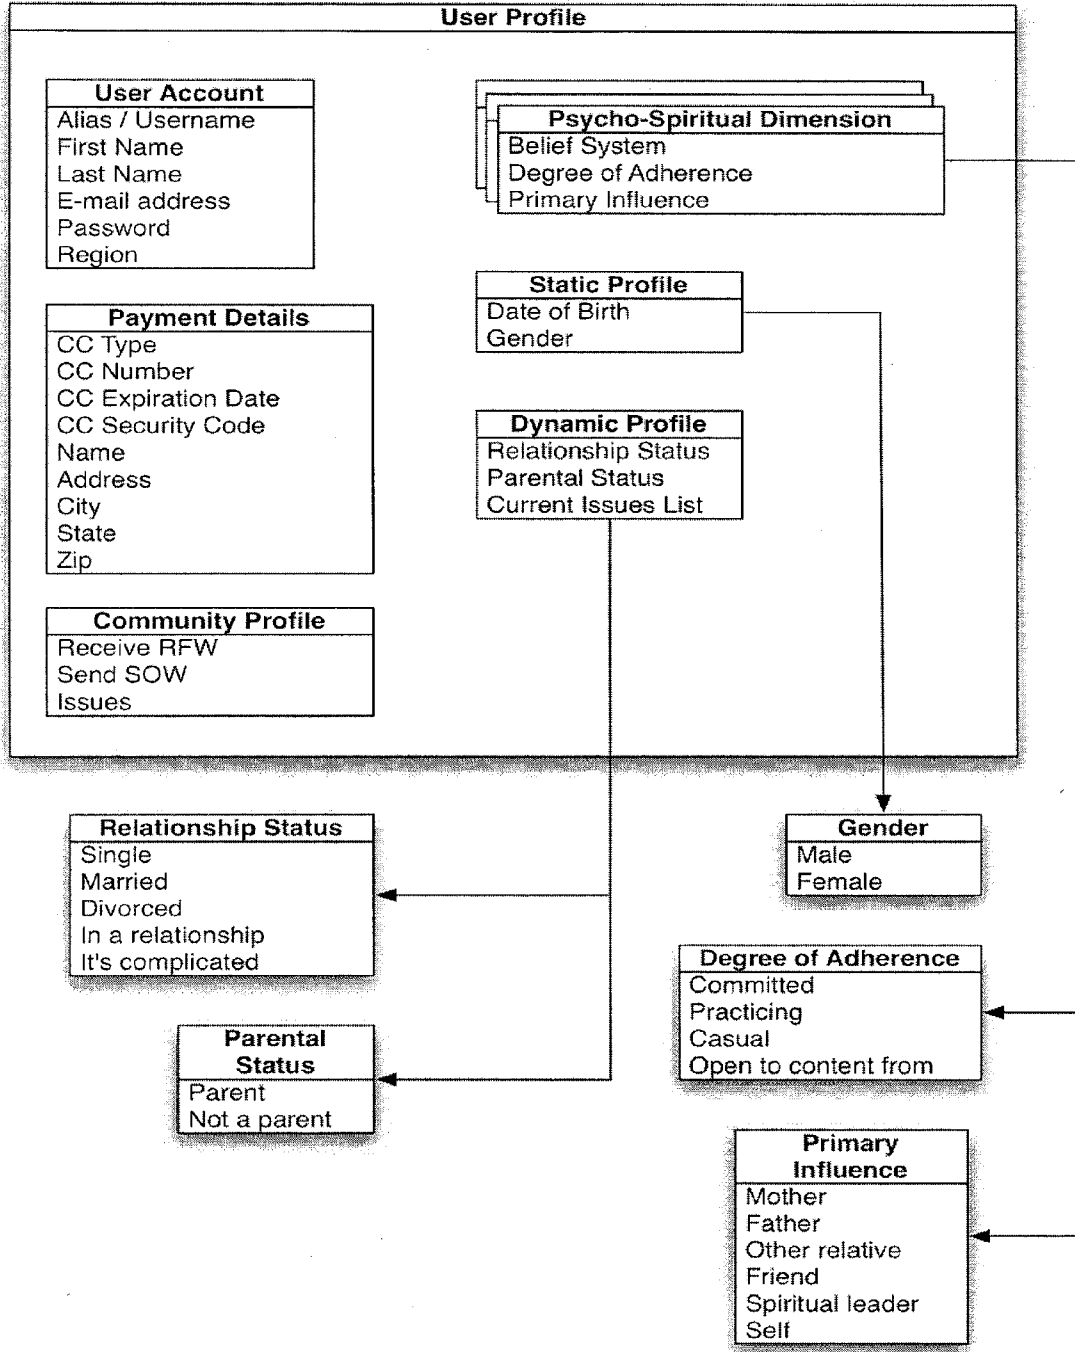 User Profile
User Account
Alias / Username
First Name
Last Name
E-mail address
Password
Region
Payment Details
CC Type
CC Number
CC Expiration Date
CC Security Code
Name
Address
City
State
Zip
Community Profile
Receive RFW
Send SOW
Issues
Psycho-Spiritual Dimension
Belief System
Degree of Adherence
Primary Influence
Static Profile
Date of Birth
Gender
Dynamic Profile
Relationship Status
Parental Status
Current Issues List
Relationship Status
Single
Married
Divorced
In a relationship
It's complicated
Parental
Status
Parent
Not a parent
Gender
Male
Female
Degree of Adherence
Committed
Practicing
Casual
Open to content from
Primary
Influence
Mother
Father
Other relative
Friend
Spiritual leader
Self